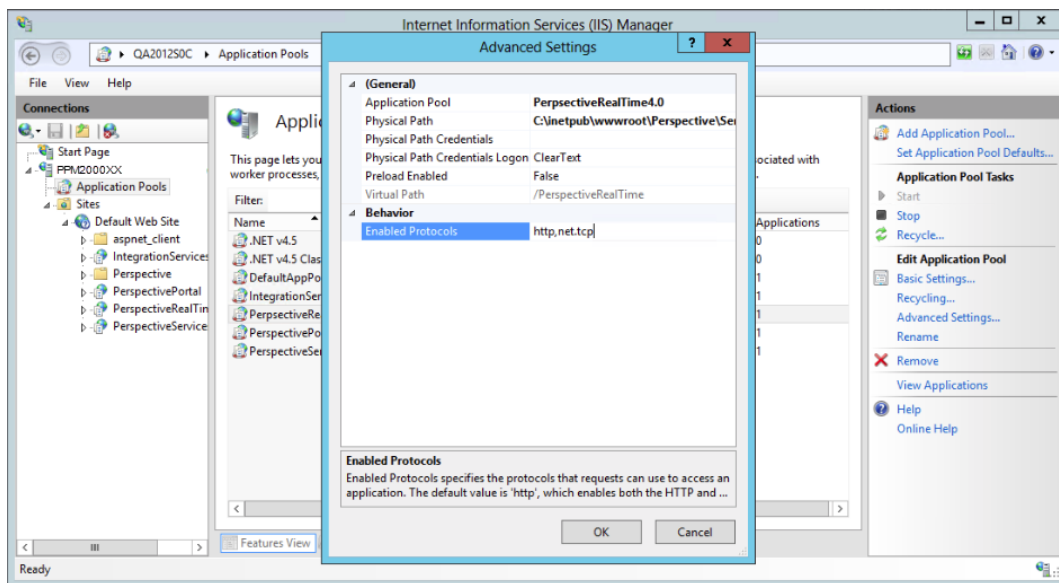 Internet Information Services (IIS) Manager
QA2012S0C
Application Pools
File View Help
Connections
Start Page
PPM2000XX
Application Pools
Sites
Default Web Site
aspnet_client
IntegrationServices
Perspective
PerspectivePortal
PerspectiveRealTin
PerspectiveService
Applic
This page lets you
worker processes,
ociated with
Filter:
Name
Applications
.NET v4.5
0
.NET v4.5 Clas
0
DefaultAppPo
1
IntegrationSer
1
PerpsectiveRe
1
PerspectivePo
1
PerspectiveSer
1
Features View
Ready
Advanced Settings
?
x
(General)
Application Pool PerpsectiveRealTime4.0
Physical Path C:\inetpub\wwwroot\Perspective\Ser
Physical Path Credentials
Physical Path Credentials Logon ClearText
Preload Enabled False
Virtual Path /PerspectiveRealTime
Behavior
Enabled Protocols http,net.tcp
Enabled Protocols
Enabled Protocols specifies the protocols that requests can use to access an
application. The default value is 'http', which enables both the HTTP and ...
OK Cancel
Actions
Add Application Pool...
Set Application Pool Defaults...
Application Pool Tasks
Start
Stop
Recycle...
Edit Application Pool
Basic Settings...
Recycling...
Advanced Settings...
Rename
Remove
View Applications
Help
Online Help